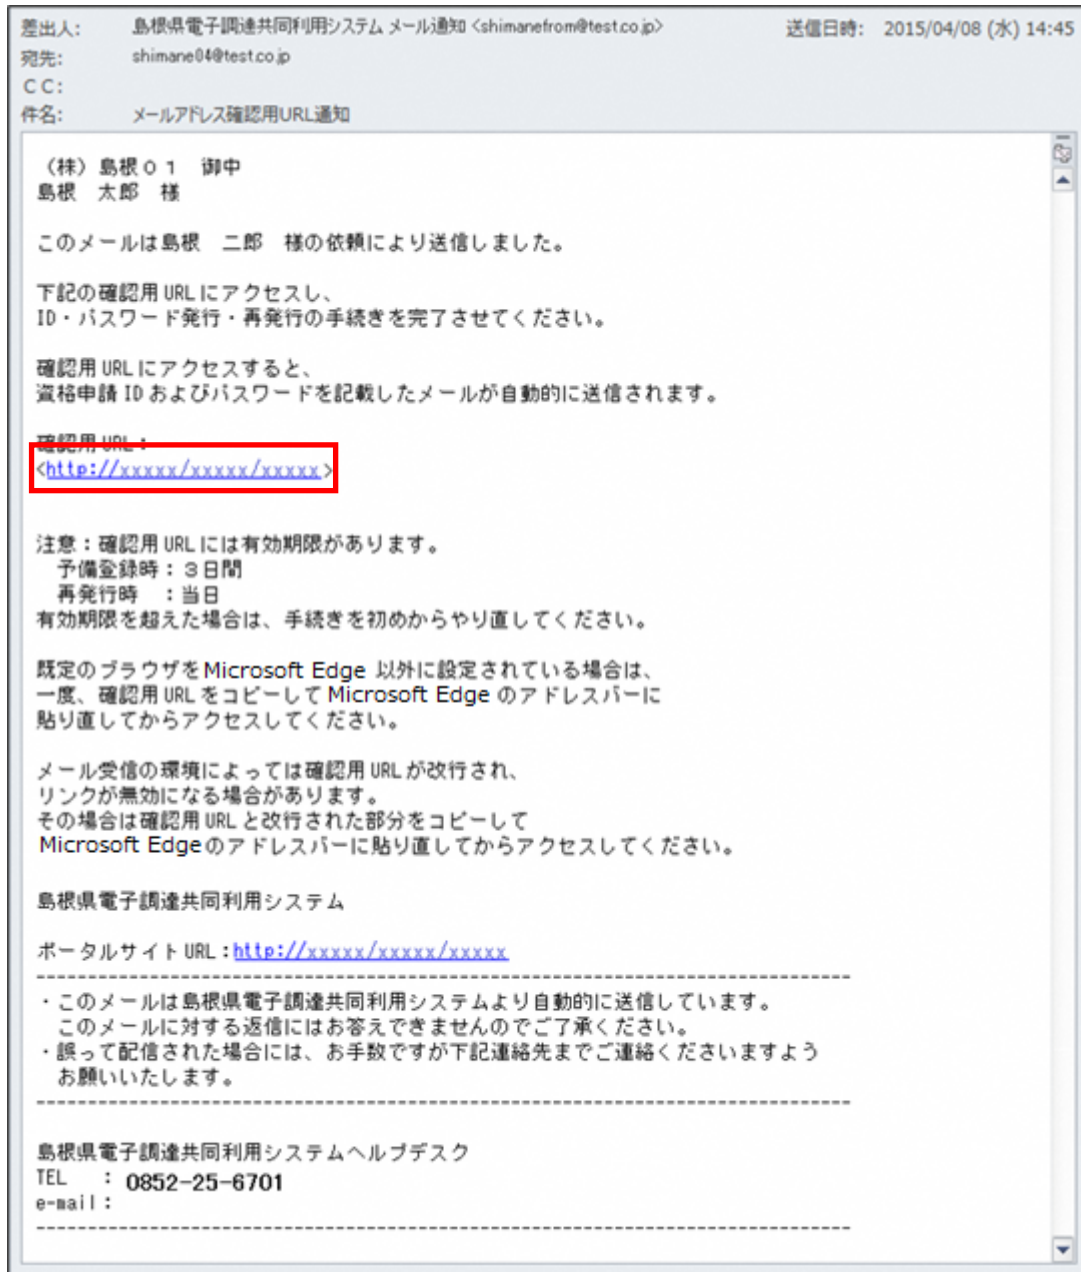 差出人: 島根県電子調達共同利用システム メール通知 <shimanefrom@test.co.jp> 送信日時: 2015/04/08 (水) 14:45
宛先: shimane04@test.co.jp
CC:
件名: メールアドレス確認用URL通知
（株）島根０１　御中
島根　太郎　様
このメールは島根　二郎　様の依頼により送信しました。
下記の確認用URLにアクセスし、
ID・パスワード発行・再発行の手続きを完了させてください。
確認用URLにアクセスすると、
資格申請IDおよびパスワードを記載したメールが自動的に送信されます。
確認用URL：
<http://xxxxx/xxxxx/xxxxx>
注意：確認用URLには有効期限があります。
予備登録時：３日間
再発行時　：当日
有効期限を超えた場合は、手続きを初めからやり直してください。
既定のブラウザをMicrosoft Edge 以外に設定されている場合は、
一度、確認用URLをコピーしてMicrosoft Edge のアドレスバーに
貼り直してからアクセスしてください。
メール受信の環境によっては確認用URLが改行され、
リンクが無効になる場合があります。
その場合は確認用URLと改行された部分をコピーして
Microsoft Edgeのアドレスバーに貼り直してからアクセスしてください。
島根県電子調達共同利用システム
ポータルサイトURL：http://xxxxx/xxxxx/xxxxx
-------------------------------------------------------------------------------
・このメールは島根県電子調達共同利用システムより自動的に送信しています。
このメールに対する返信にはお答えできませんのでご了承ください。
・誤って配信された場合には、お手数ですが下記連絡先までご連絡くださいますよう
お願いいたします。
-------------------------------------------------------------------------------
島根県電子調達共同利用システムヘルプデスク
TEL　：0852-25-6701
e-mail：
-------------------------------------------------------------------------------